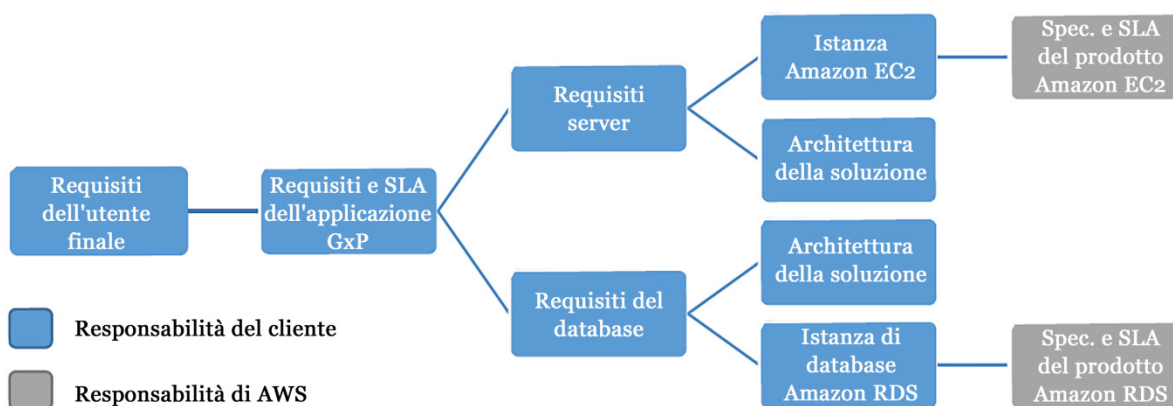 Requisiti
dell'utente
finale
Requisiti e SLA
dell'applicazione
GxP
Requisiti
server
Istanza
Amazon EC2
Spec. e SLA
del prodotto
Amazon EC2
Architettura
della soluzione
Requisiti del
database
Architettura
della soluzione
Istanza di
database
Amazon RDS
Spec. e SLA
del prodotto
Amazon RDS
Responsabilità del cliente
Responsabilità di AWS